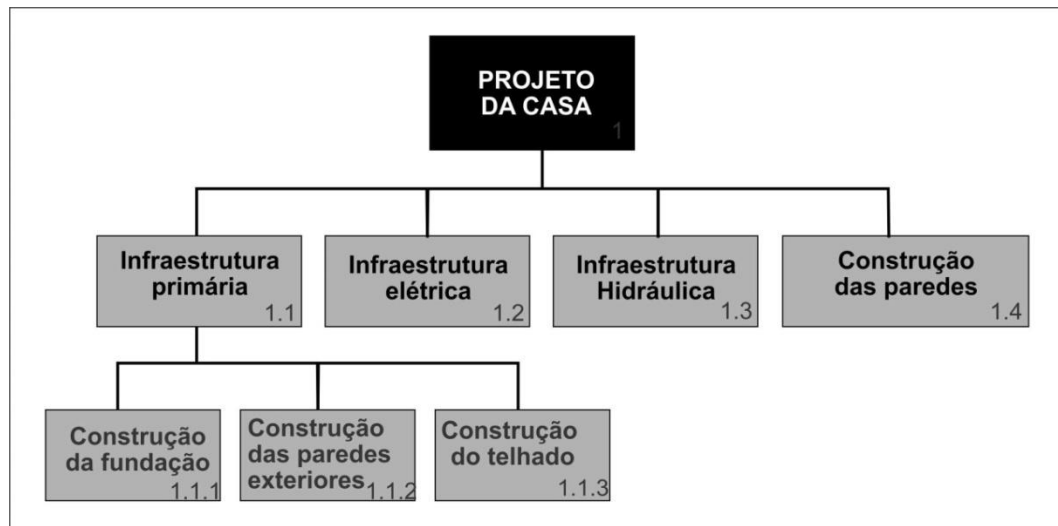 PROJETO
DA CASA
1
Infraestrutura
primária
1.1
Infraestrutura
elétrica
1.2
Infraestrutura
Hidráulica
1.3
Construção
das paredes
1.4
Construção
da fundação
1.1.1
Construção
das paredes
exteriores
1.1.2
Construção
do telhado
1.1.3